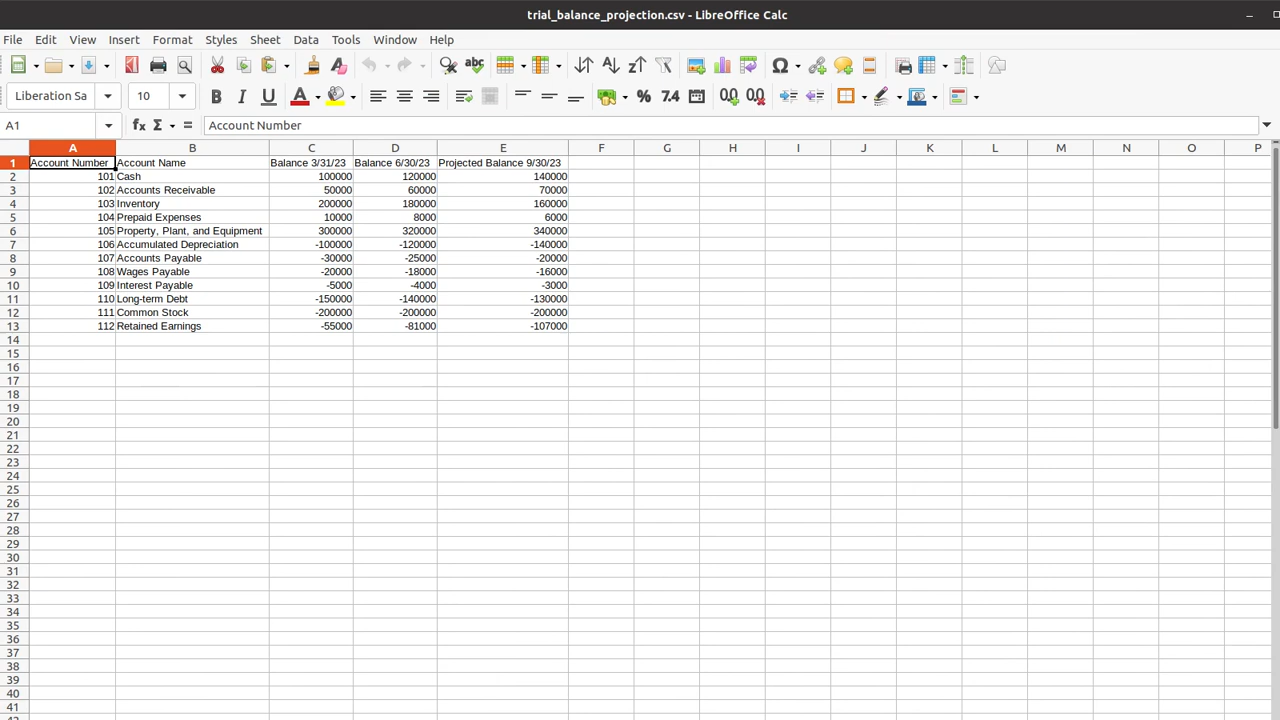 trial_balance_projection.csv - LibreOffice Calc
File Edit View Insert Format Styles Sheet Data Tools Window Help
Liberation Sa 10
A1 Account Number
A B C D E F G H I J K L M N O P
1 Account Number Account Name Balance 3/31/23 Balance 6/30/23 Projected Balance 9/30/23
2 101 Cash 100000 120000 140000
3 102 Accounts Receivable 50000 60000 70000
4 103 Inventory 200000 180000 160000
5 104 Prepaid Expenses 10000 8000 6000
6 105 Property, Plant, and Equipment 300000 320000 340000
7 106 Accumulated Depreciation -100000 -120000 -140000
8 107 Accounts Payable -30000 -25000 -20000
9 108 Wages Payable -20000 -18000 -16000
10 109 Interest Payable -5000 -4000 -3000
11 110 Long-term Debt -150000 -140000 -130000
12 111 Common Stock -200000 -200000 -200000
13 112 Retained Earnings -55000 -81000 -107000
14
15
16
17
18
19
20
21
22
23
24
25
26
27
28
29
30
31
32
33
34
35
36
37
38
39
40
41